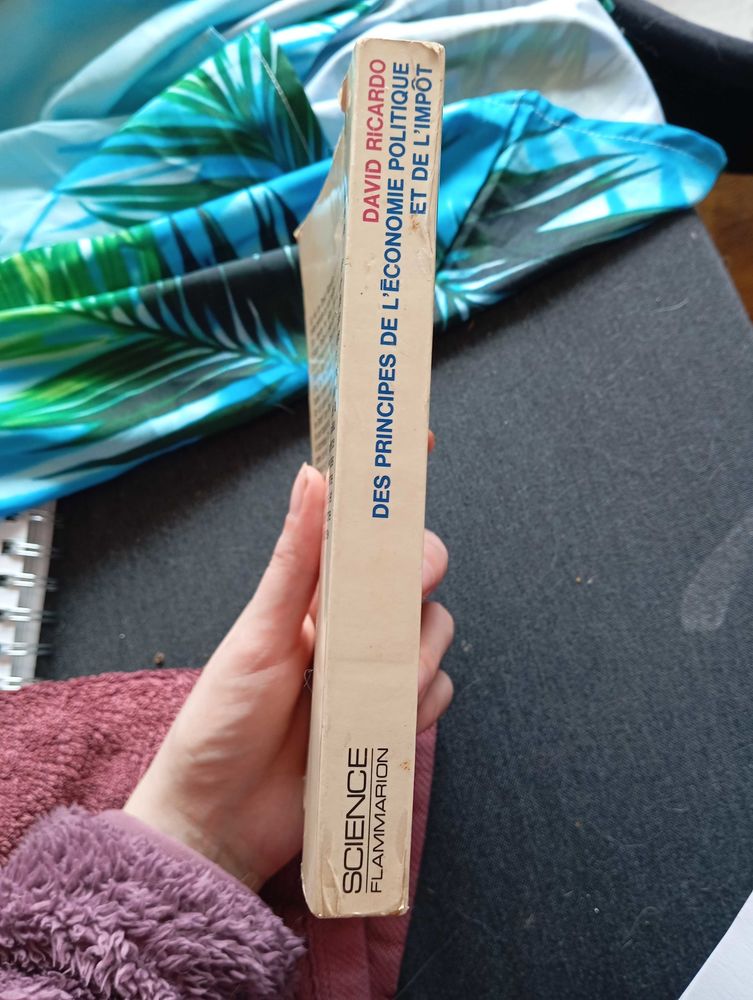 DAVID RICARDO
DES PRINCIPES DE L'ÉCONOMIE POLITIQUE
ET DE L'IMPÔT
SCIENCE
FLAMMARION